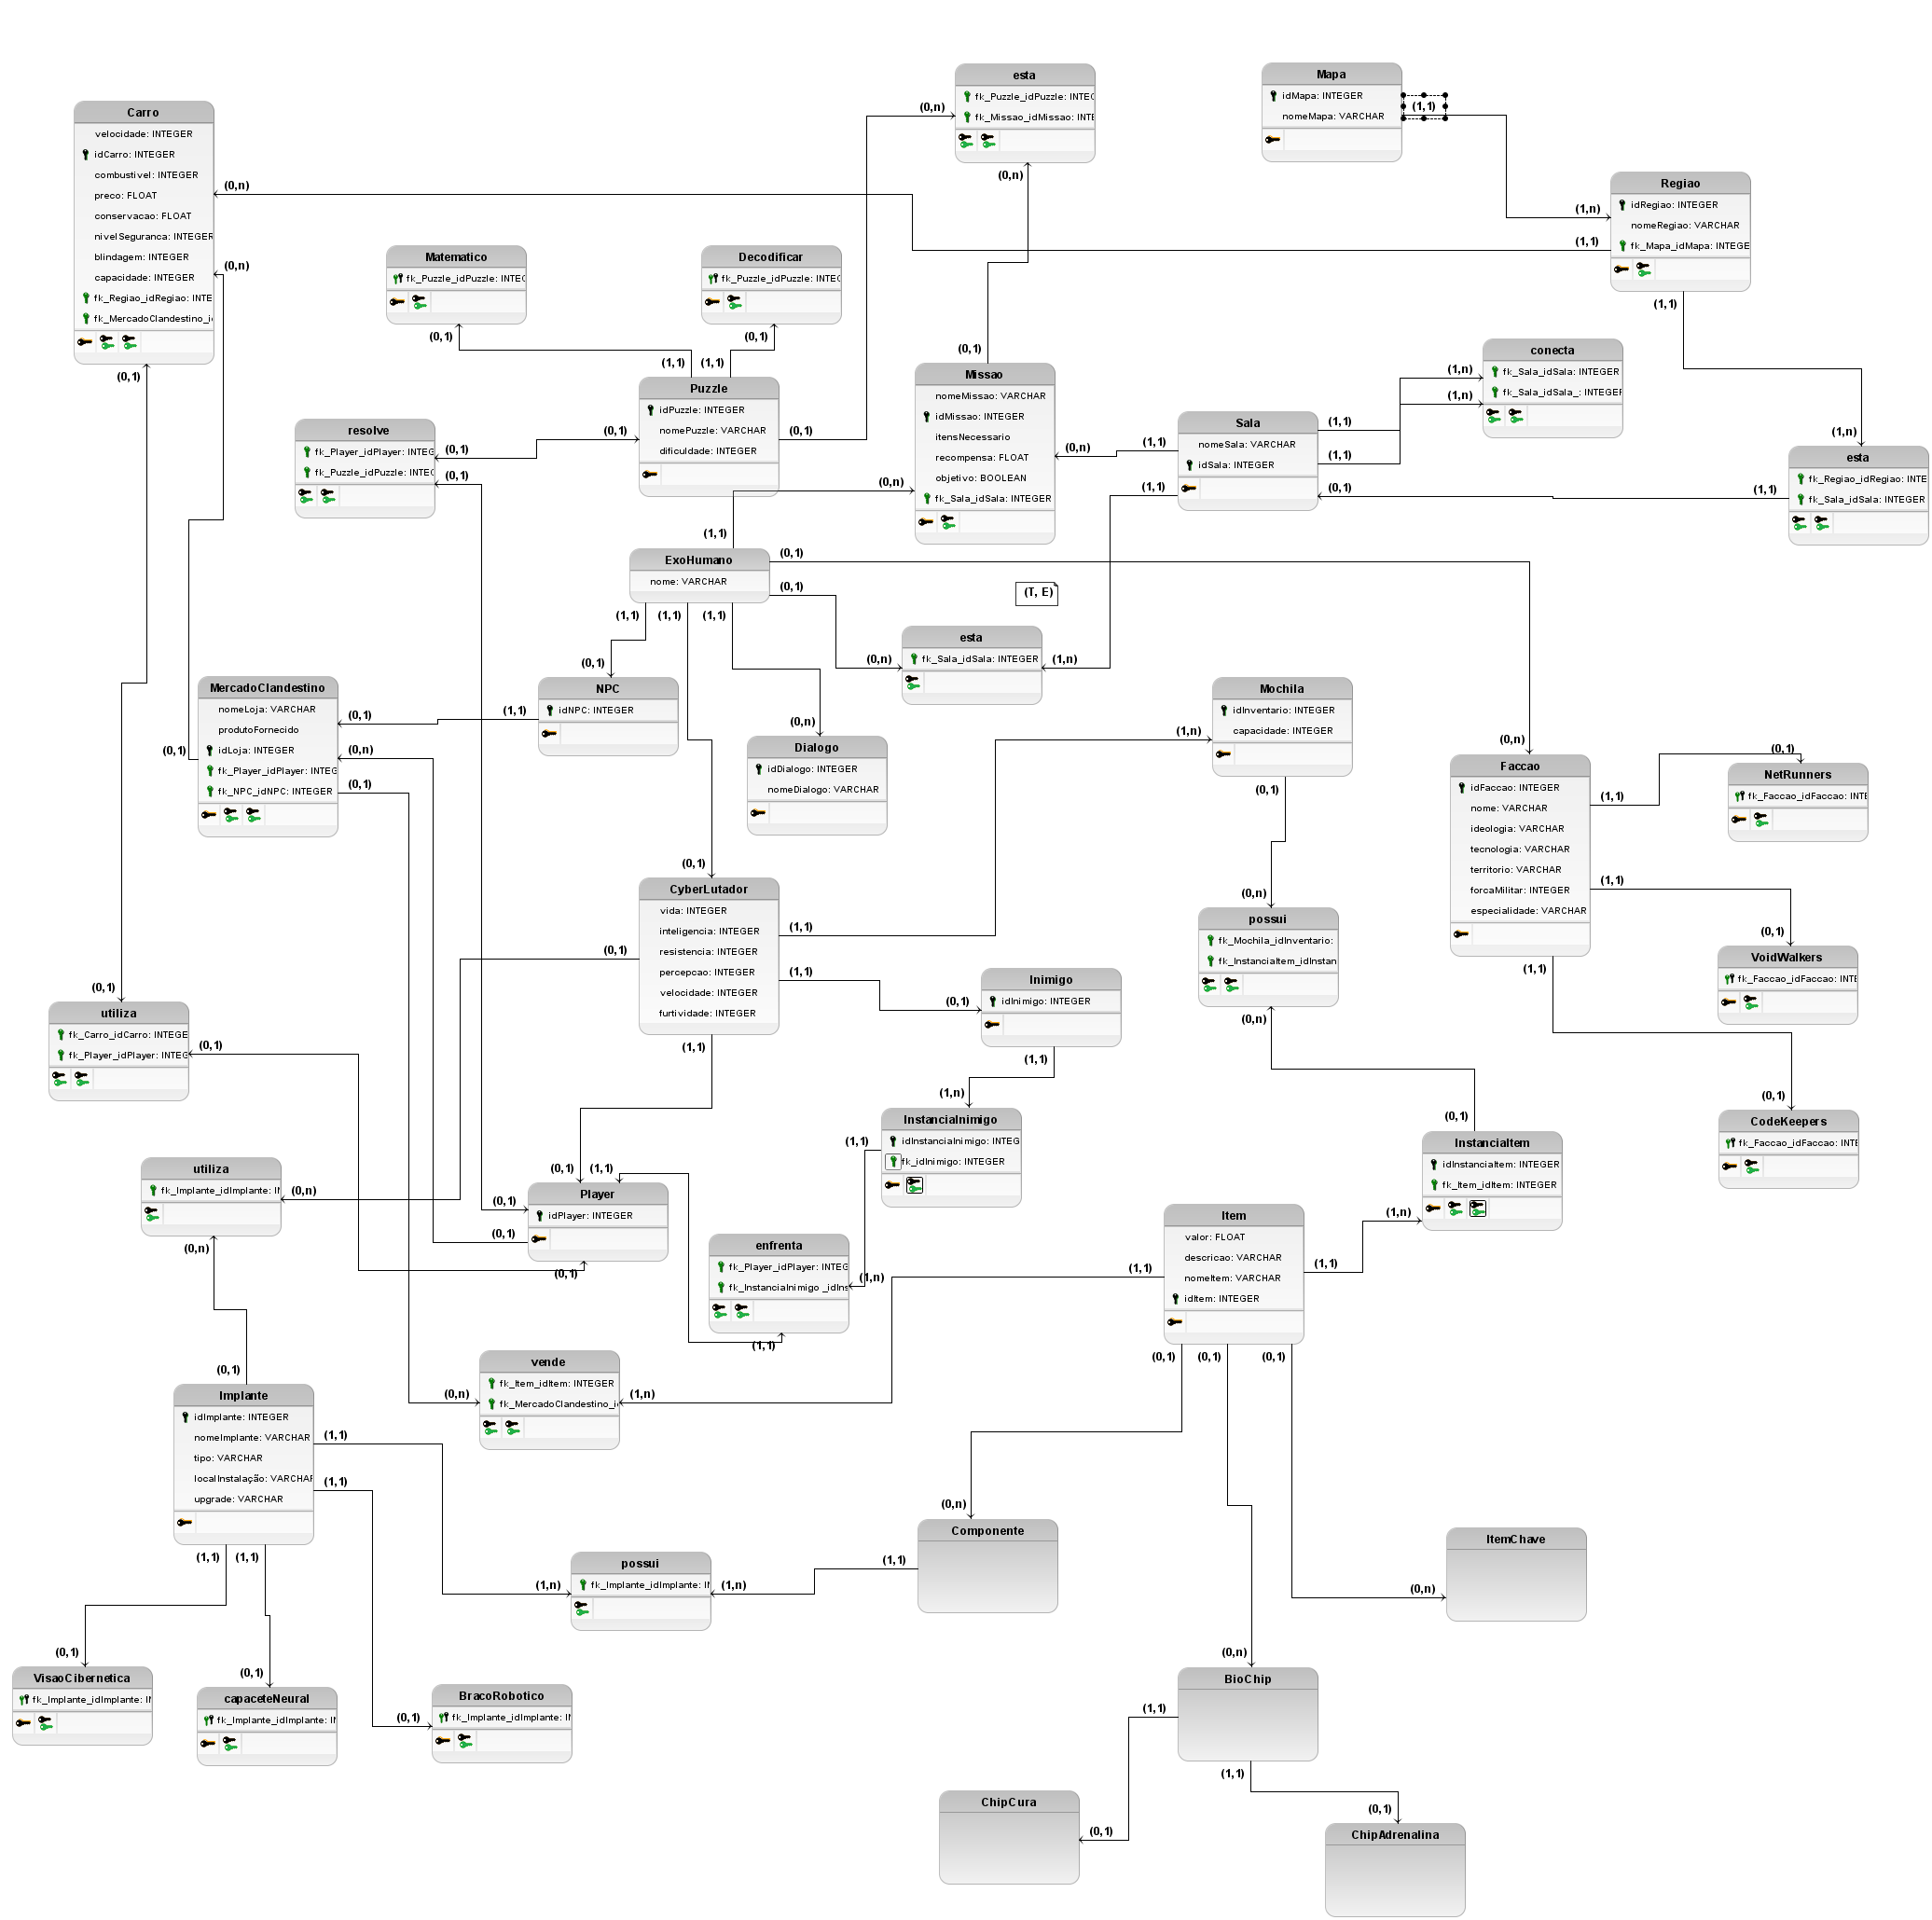 esta
fk_Puzzle_idPuzzle: INTEG
fk_Missao_idMissao: INTE
(0,n)
(0,n)
Mapa
idMapa: INTEGER
nomeMapa: VARCHAR
(1,1)
Carro
velocidade: INTEGER
idCarro: INTEGER
combustivel: INTEGER
preco: FLOAT
conservacao: FLOAT
nivelSeguranca: INTEGER
blindagem: INTEGER
capacidade: INTEGER
fk_Regiao_idRegiao: INTE
fk_MercadoClandestino_i
(0,n)
(0,n)
(0,1)
Regiao
idRegiao: INTEGER
nomeRegiao: VARCHAR
fk_Mapa_idMapa: INTEGE
(1,n)
(1,1)
(1,1)
Matematico
fk_Puzzle_idPuzzle: INTEG
(0,1)
Decodificar
fk_Puzzle_idPuzzle: INTEG
(0,1)
(1,1)
(1,1)
Puzzle
idPuzzle: INTEGER
nomePuzzle: VARCHAR
dificuldade: INTEGER
(0,1)
(0,1)
resolve
fk_Player_idPlayer: INTEG
fk_Puzzle_idPuzzle: INTEG
(0,1)
(0,1)
(0,1)
Missao
nomeMissao: VARCHAR
idMissao: INTEGER
itensNecessario
recompensa: FLOAT
objetivo: BOOLEAN
fk_Sala_idSala: INTEGER
(0,n)
(0,n)
Sala
nomeSala: VARCHAR
idSala: INTEGER
(1,1)
(1,1)
(1,1)
(1,1)
(0,1)
conecta
fk_Sala_idSala: INTEGER
fk_Sala_idSala_: INTEGER
(1,n)
(1,n)
esta
fk_Regiao_idRegiao: INTE
fk_Sala_idSala: INTEGER
(1,n)
(1,1)
ExoHumano
nome: VARCHAR
(1,1)
(0,1)
(0,1)
(1,1)
(1,1)
(1,1)
(T, E)
esta
fk_Sala_idSala: INTEGER
(0,n)
(1,n)
MercadoClandestino
nomeLoja: VARCHAR
produtoFornecido
idLoja: INTEGER
fk_Player_idPlayer: INTEG
fk_NPC_idNPC: INTEGER
(0,1)
(0,1)
(0,n)
(0,1)
NPC
idNPC: INTEGER
(0,1)
(1,1)
Dialogo
idDialogo: INTEGER
nomeDialogo: VARCHAR
(0,n)
Mochila
idInventario: INTEGER
capacidade: INTEGER
(1,n)
(0,1)
Faccao
idFaccao: INTEGER
nome: VARCHAR
ideologia: VARCHAR
tecnologia: VARCHAR
territorio: VARCHAR
forcaMilitar: INTEGER
especialidade: VARCHAR
(0,n)
(1,1)
(1,1)
(1,1)
NetRunners
fk_Faccao_idFaccao: INTE
(0,1)
CyberLutador
vida: INTEGER
inteligencia: INTEGER
resistencia: INTEGER
percepcao: INTEGER
velocidade: INTEGER
furtividade: INTEGER
(0,1)
(1,1)
(0,1)
(1,1)
(1,1)
possui
fk_Mochila_idInventario:
fk_InstanciaItem_idInstan
(0,n)
(0,n)
VoidWalkers
fk_Faccao_idFaccao: INTE
(0,1)
Inimigo
idInimigo: INTEGER
(0,1)
(1,1)
utiliza
fk_Carro_idCarro: INTEGE
fk_Player_idPlayer: INTEG
(0,1)
(0,1)
InstanciaInimigo
idInstanciaInimigo: INTEG
fk_idInimigo: INTEGER
(1,n)
(1,1)
InstanciaItem
idInstanciaItem: INTEGER
fk_Item_idItem: INTEGER
(0,1)
(1,n)
CodeKeepers
fk_Faccao_idFaccao: INTE
(0,1)
utiliza
fk_Implante_idImplante: I
(0,n)
(0,n)
Player
idPlayer: INTEGER
(0,1)
(1,1)
(0,1)
(0,1)
(0,1)
enfrenta
fk_Player_idPlayer: INTEG
fk_InstanciaInimigo _idIns
(1,n)
(1,1)
Item
valor: FLOAT
descricao: VARCHAR
nomeItem: VARCHAR
idItem: INTEGER
(1,1)
(1,1)
(0,1)
(0,1)
(0,1)
vende
fk_Item_idItem: INTEGER
fk_MercadoClandestino_i
(0,n)
(1,n)
Implante
idImplante: INTEGER
nomeImplante: VARCHAR
tipo: VARCHAR
localInstalação: VARCHAR
upgrade: VARCHAR
(0,1)
(1,1)
(1,1)
(1,1)
(1,1)
possui
fk_Implante_idImplante: I
(1,n)
(1,n)
Componente
(0,n)
(1,1)
ItemChave
(0,n)
VisaoCibernetica
fk_Implante_idImplante: I
(0,1)
capaceteNeural
fk_Implante_idImplante: I
(0,1)
BracoRobotico
fk_Implante_idImplante: I
(0,1)
BioChip
(0,n)
(1,1)
(1,1)
ChipCura
(0,1)
ChipAdrenalina
(0,1)